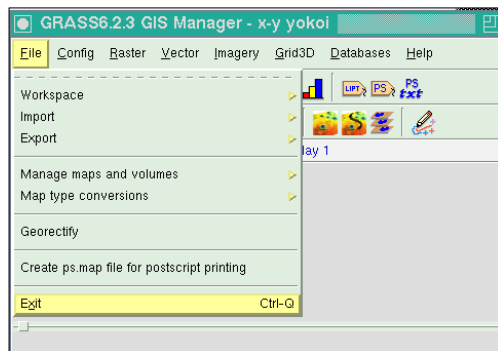 GRASS6.2.3 GIS Manager - x-y yokoi
File Config Raster Vector Imagery Grid3D Databases Help
LIPT PS PS txt
Workspace
Import
Export
lay 1
Manage maps and volumes
Map type conversions
Georectify
Create ps.map file for postscript printing
Exit Ctrl-Q